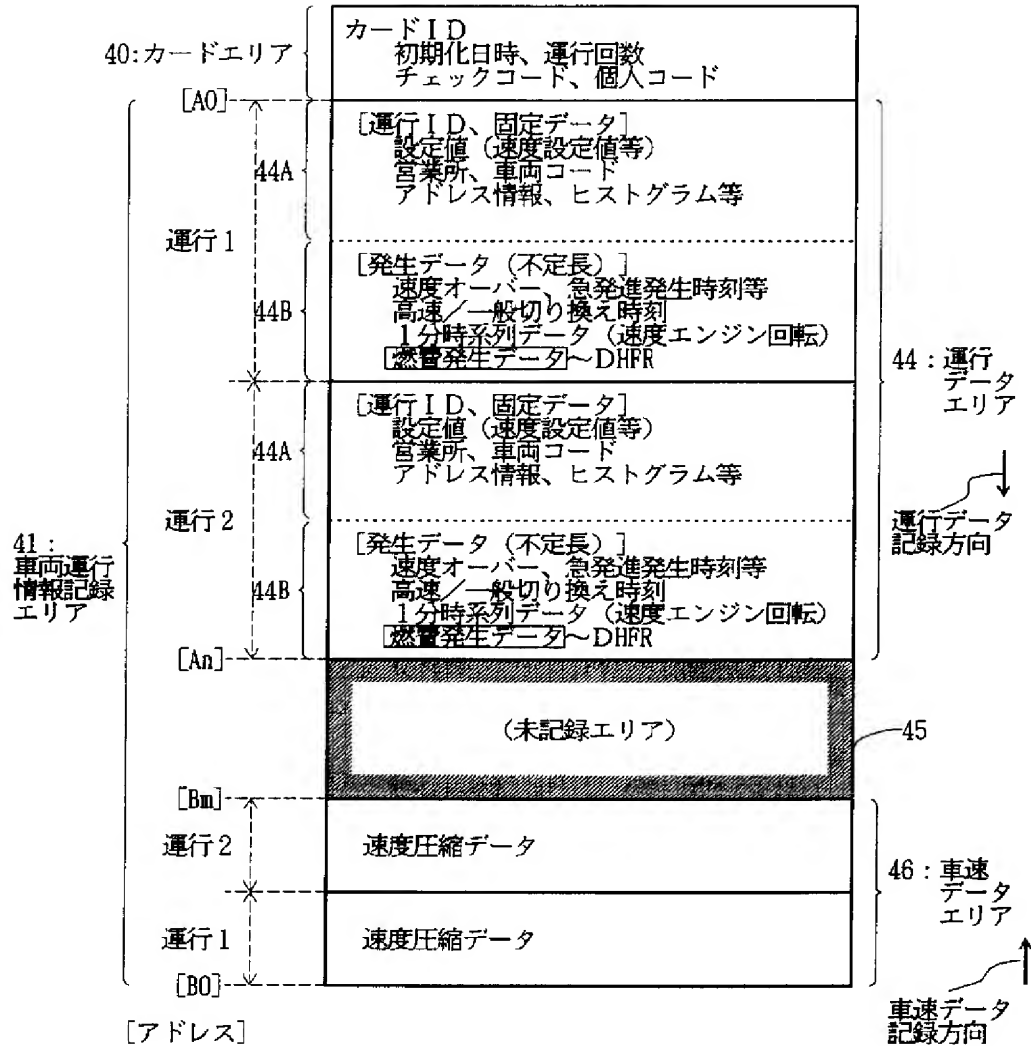 40:カードエリア
カードID
初期化日時、運行回数
チェックコード、個人コード
[A0]
[運行ID、固定データ]
設定値（速度設定値等）
営業所、車両コード
アドレス情報、ヒストグラム等
44A
運行1
[発生データ（不定長）]
速度オーバー、急発進発生時刻等
高速／一般切り換え時刻
1分時系列データ（速度エンジン回転）
燃費発生データ～DHFR
44B
44：運行
データ
エリア
[運行ID、固定データ]
設定値（速度設定値等）
営業所、車両コード
アドレス情報、ヒストグラム等
44A
運行2
運行データ
記録方向
[発生データ（不定長）]
速度オーバー、急発進発生時刻等
高速／一般切り換え時刻
1分時系列データ（速度エンジン回転）
燃費発生データ～DHFR
44B
41：
車両運行
情報記録
エリア
[An]
（未記録エリア）
45
[Bm]
運行2
速度圧縮データ
46：車速
データ
エリア
運行1
速度圧縮データ
[B0]
車速データ
記録方向
[アドレス]